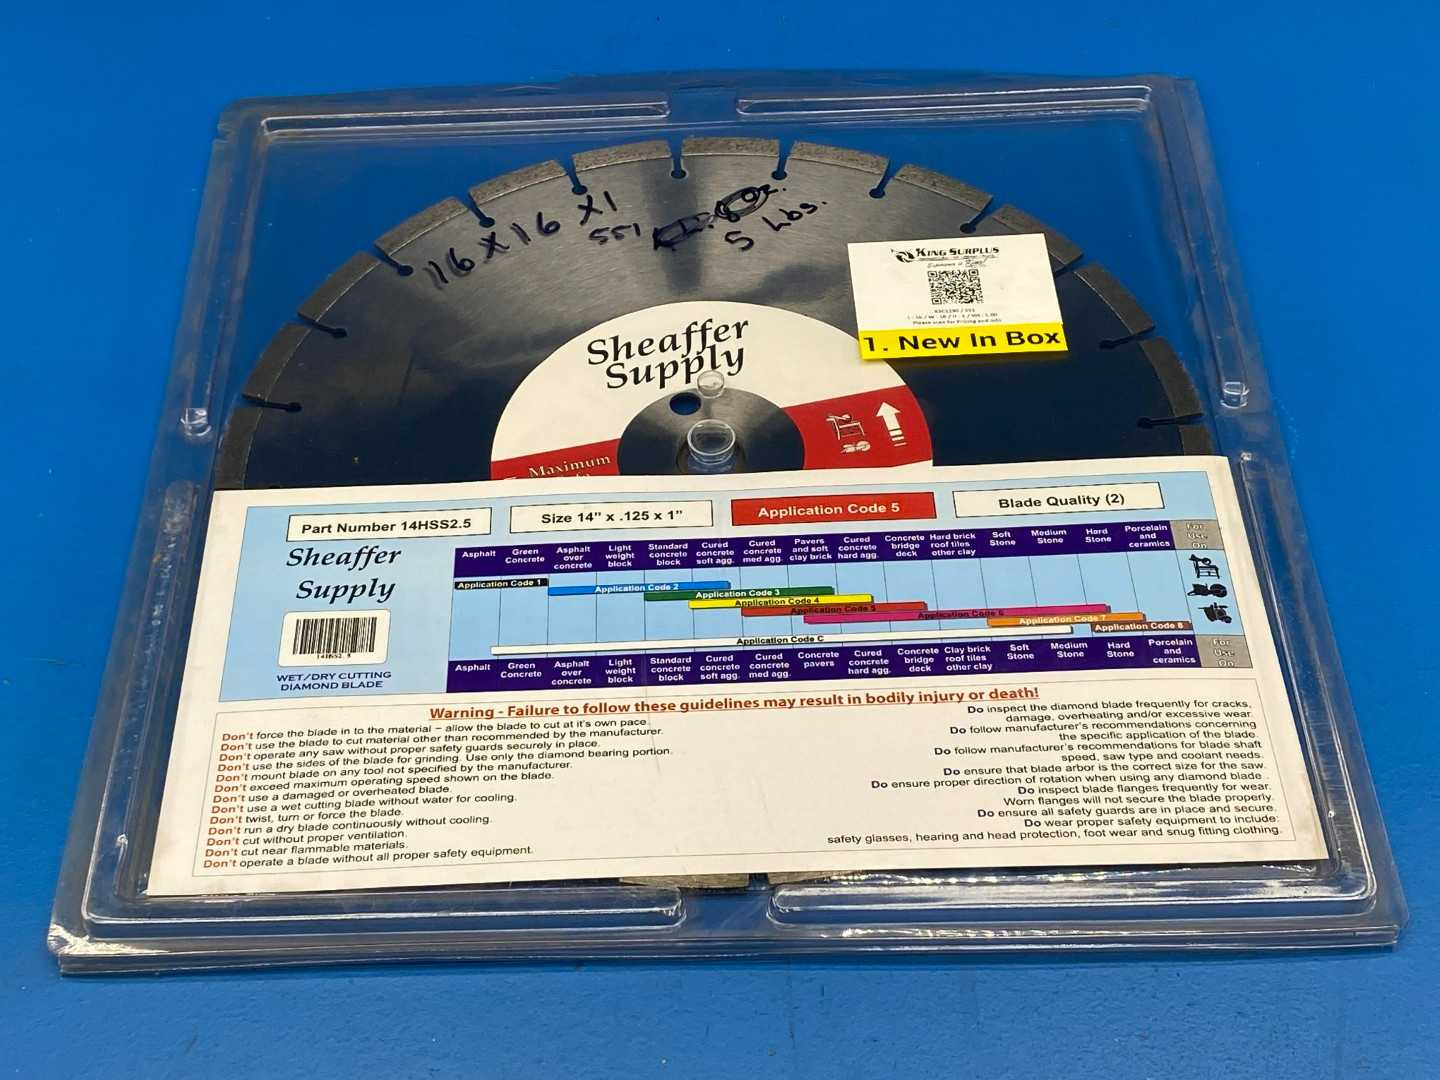 16 x 16 x 1
551
8 oz.
5 Lbs.
KING SURPLUS
Please scan for Pricing and Info
1. New In Box
Sheaffer
Supply
Maximum
Part Number 14HSS2.5
Size 14" x .125 x 1"
Application Code 5
Blade Quality (2)
Sheaffer
Supply
14HSS2.5
WET/DRY CUTTING
DIAMOND BLADE
Asphalt
Green Concrete
Asphalt over concrete
Light weight block
Standard concrete block
Cured concrete soft agg.
Cured concrete med agg.
Pavers and soft clay brick
Cured concrete hard agg.
Concrete bridge deck
Hard brick roof tiles other clay
Soft Stone
Medium Stone
Hard Stone
Porcelain and ceramics
For Use On
Application Code 1
Application Code 2
Application Code 3
Application Code 4
Application Code 5
Application Code 6
Application Code 7
Application Code 8
Application Code C
Asphalt
Green Concrete
Asphalt over concrete
Light weight block
Standard concrete block
Cured concrete soft agg.
Cured concrete med agg.
Concrete pavers
Cured concrete hard agg.
Concrete bridge deck
Clay brick roof tiles other clay
Soft Stone
Medium Stone
Hard Stone
Porcelain and ceramics
For Use On
Warning - Failure to follow these guidelines may result in bodily injury or death!
Don't force the blade in to the material – allow the blade to cut at it's own pace.
Don't use the blade to cut material other than recommended by the manufacturer.
Don't operate any saw without proper safety guards securely in place.
Don't use the sides of the blade for grinding. Use only the diamond bearing portion.
Don't mount blade on any tool not specified by the manufacturer.
Don't exceed maximum operating speed shown on the blade.
Don't use a damaged or overheated blade.
Don't use a wet cutting blade without water for cooling.
Don't twist, turn or force the blade.
Don't run a dry blade continuously without cooling.
Don't cut without proper ventilation.
Don't cut near flammable materials.
Don't operate a blade without all proper safety equipment.
Do inspect the diamond blade frequently for cracks,
damage, overheating and/or excessive wear.
Do follow manufacturer's recommendations concerning
the specific application of the blade.
Do follow manufacturer's recommendations for blade shaft
speed, saw type and coolant needs.
Do ensure that blade arbor is the correct size for the saw.
Do ensure proper direction of rotation when using any diamond blade .
Do inspect blade flanges frequently for wear.
Worn flanges will not secure the blade properly.
Do ensure all safety guards are in place and secure.
Do wear proper safety equipment to include:
safety glasses, hearing and head protection, foot wear and snug fitting clothing.